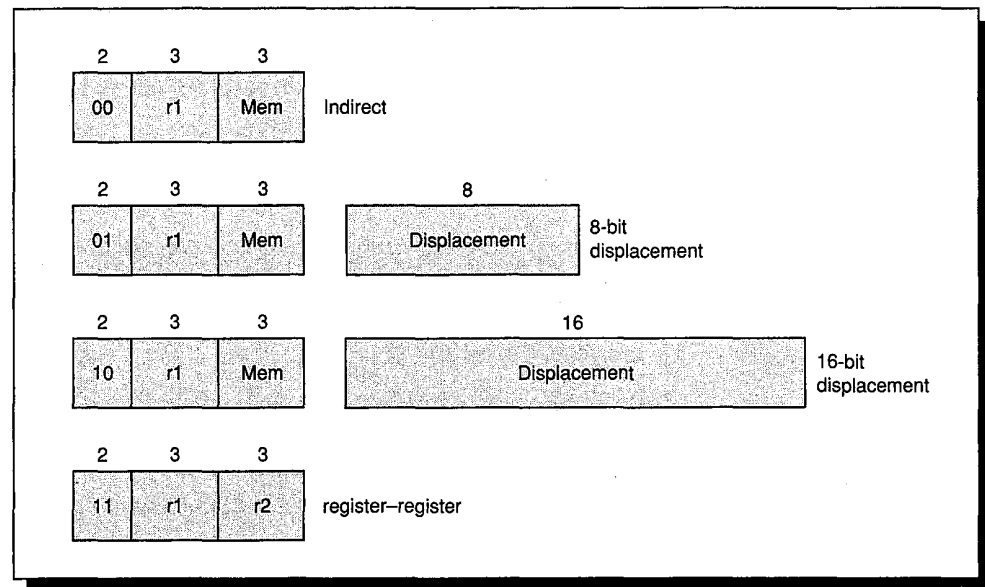 2 3 3
00 r1 Mem Indirect
2 3 3 8
01 r1 Mem Displacement 8-bit
displacement
2 3 3 16
10 r1 Mem Displacement 16-bit
displacement
2 3 3
11 r1 r2 register–register